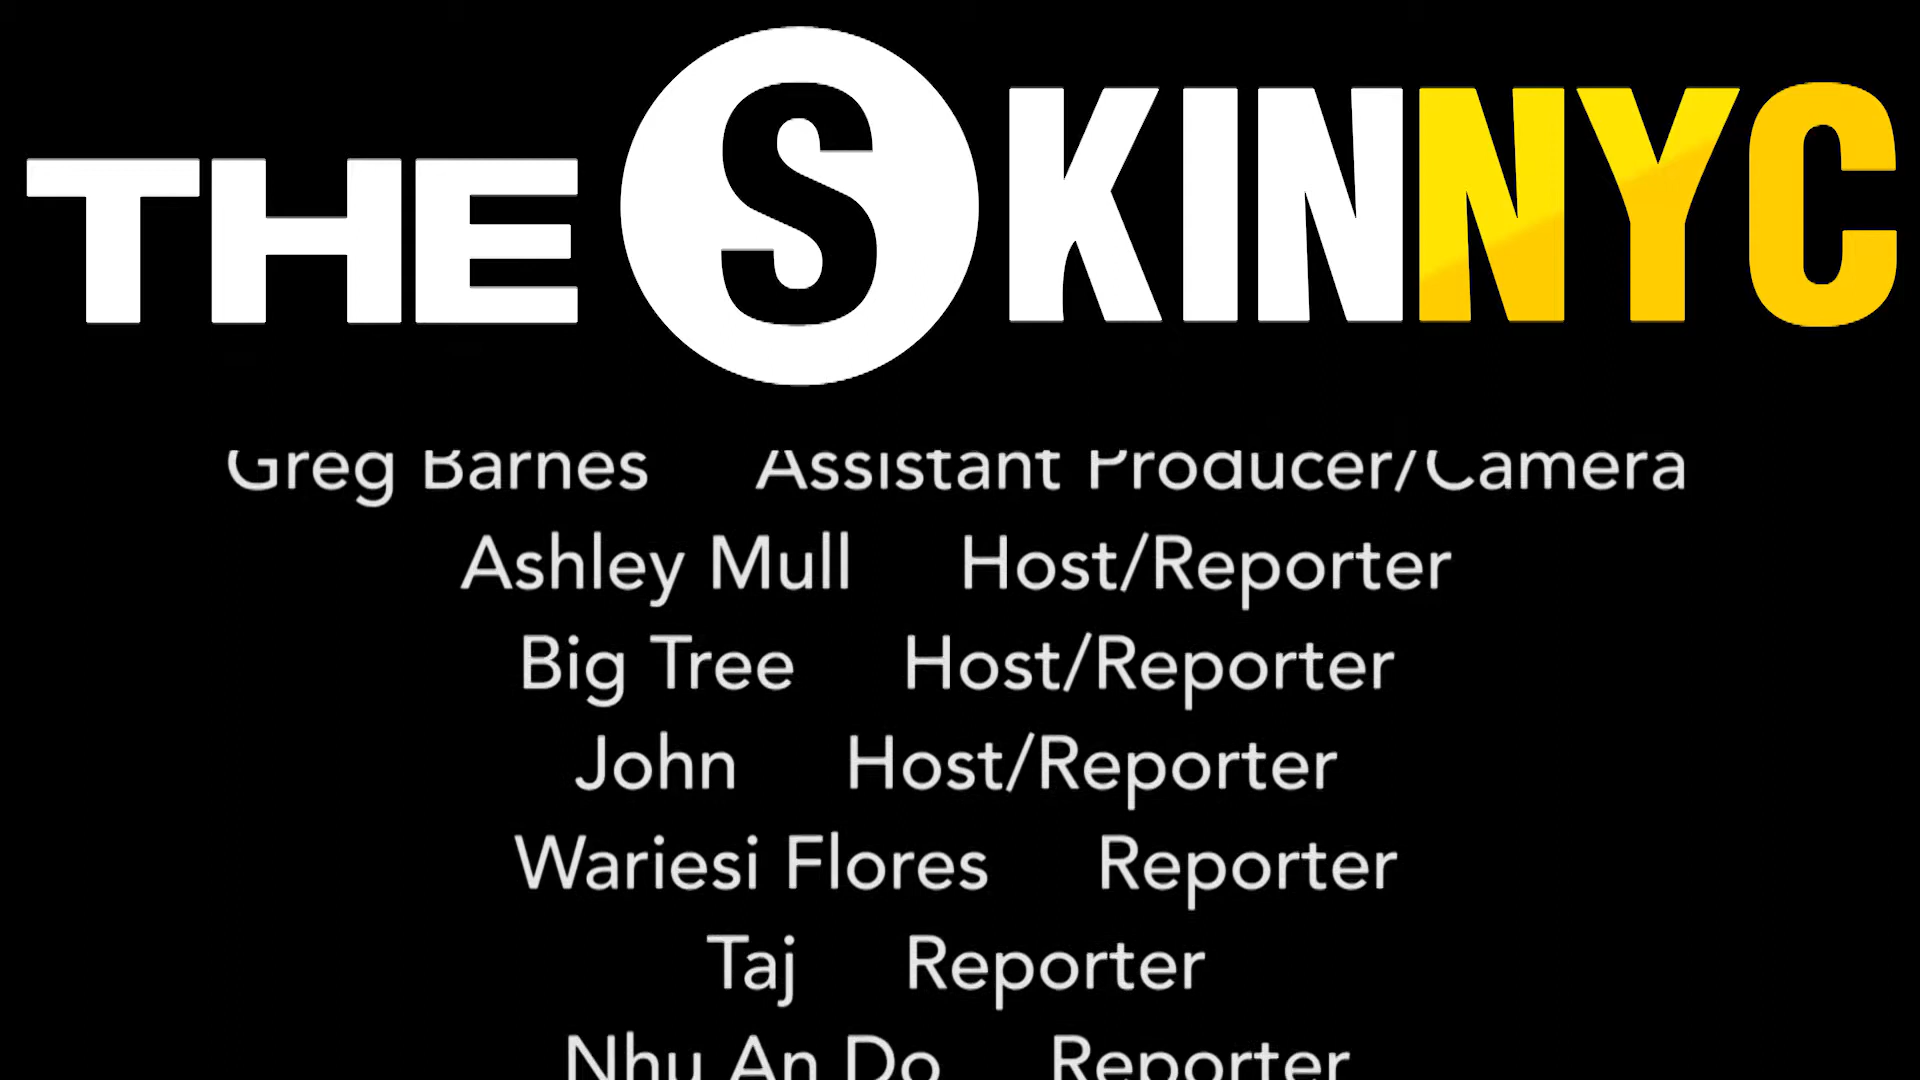 THE SKINNYC
Greg Barnes Assistant Producer/Camera
Ashley Mull Host/Reporter
Big Tree Host/Reporter
John Host/Reporter
Wariesi Flores Reporter
Taj Reporter
Nhu An Do Reporter